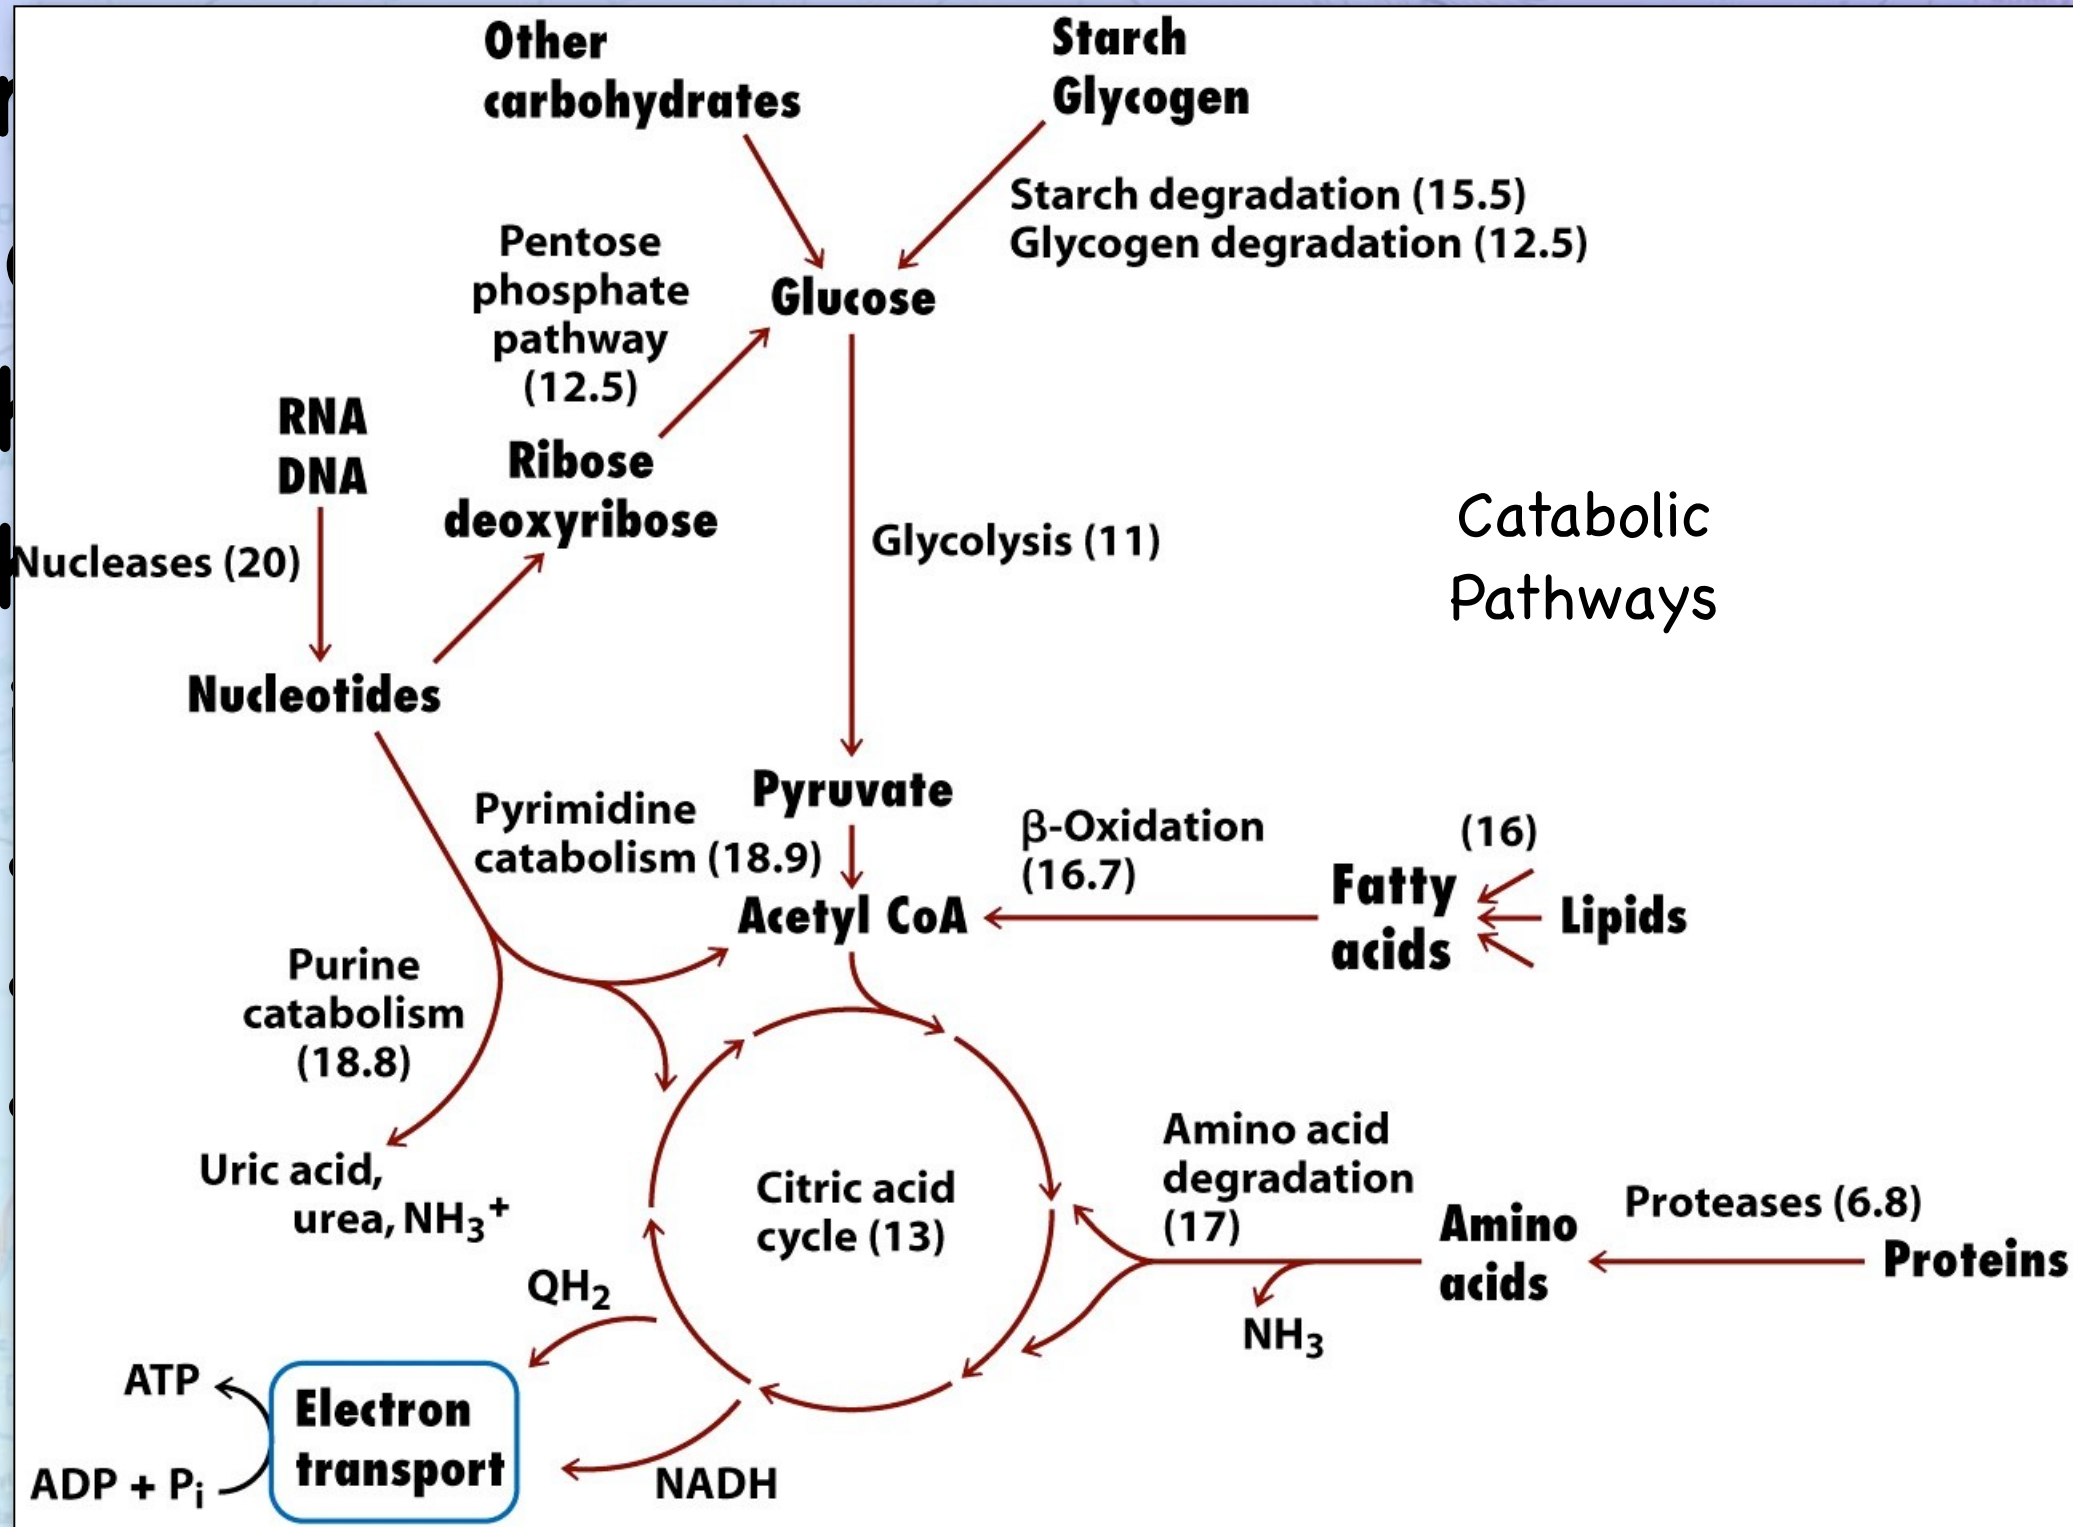 Other
carbohydrates
Starch
Glycogen
Starch degradation (15.5)
Glycogen degradation (12.5)
Pentose
phosphate
pathway
(12.5)
Glucose
RNA
DNA
Ribose
deoxyribose
Nucleases (20)
Glycolysis (11)
Catabolic
Pathways
Nucleotides
Pyrimidine
catabolism (18.9)
Pyruvate
β-Oxidation
(16.7)
(16)
Fatty
acids
Lipids
Acetyl CoA
Purine
catabolism
(18.8)
Uric acid,
urea, NH₃⁺
Citric acid
cycle (13)
Amino acid
degradation
(17)
Amino
acids
Proteases (6.8)
Proteins
NH₃
QH₂
ATP
Electron
transport
ADP + Pᵢ
NADH